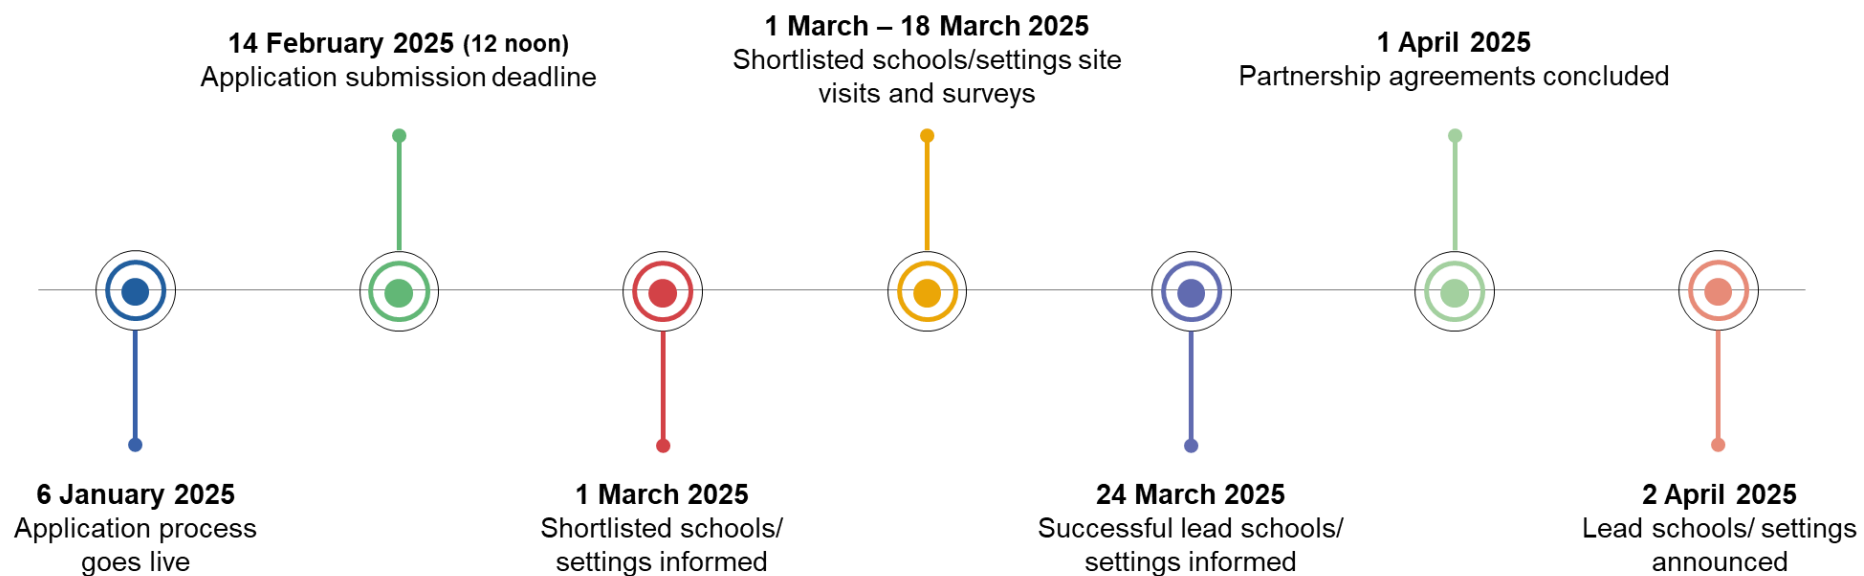 14 February 2025 (12 noon)
Application submission deadline
1 March – 18 March 2025
Shortlisted schools/settings site
visits and surveys
1 April 2025
Partnership agreements concluded
6 January 2025
Application process
goes live
1 March 2025
Shortlisted schools/
settings informed
24 March 2025
Successful lead schools/
settings informed
2 April 2025
Lead schools/ settings
announced